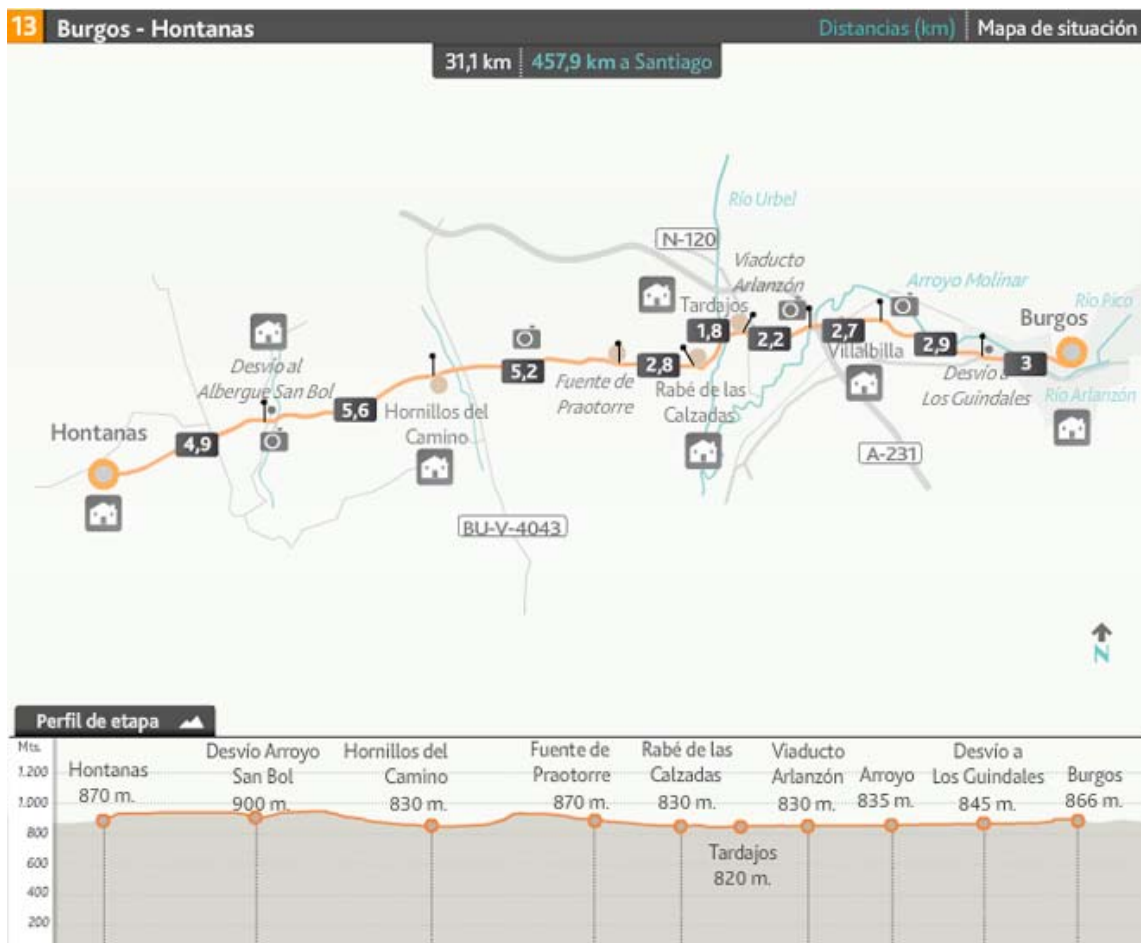 13 Burgos - Hontanas
Distancias (km) Mapa de situación
31,1 km 457,9 km a Santiago
Río Urbel
N-120
Viaducto
Arlanzón
Arroyo Molinar
Río Pico
Tardajos
Burgos
1,8
2,2
2,7
2,9
3
Villalbilla
Desvío a
Los Guindales
Río Arlanzón
Desvío al
Albergue San Bol
5,2
Fuente de
Praotorre
2,8
Rabé de las
Calzadas
5,6
Hornillos del
Camino
Hontanas
4,9
A-231
BU-V-4043
N
Perfil de etapa
Mts.
1.200
1.000
800
600
400
200
Hontanas
870 m.
Desvío Arroyo
San Bol
900 m.
Hornillos del
Camino
830 m.
Fuente de
Praotorre
870 m.
Rabé de las
Calzadas
830 m.
Tardajos
820 m.
Viaducto
Arlanzón
830 m.
Arroyo
835 m.
Desvío a
Los Guindales
845 m.
Burgos
866 m.